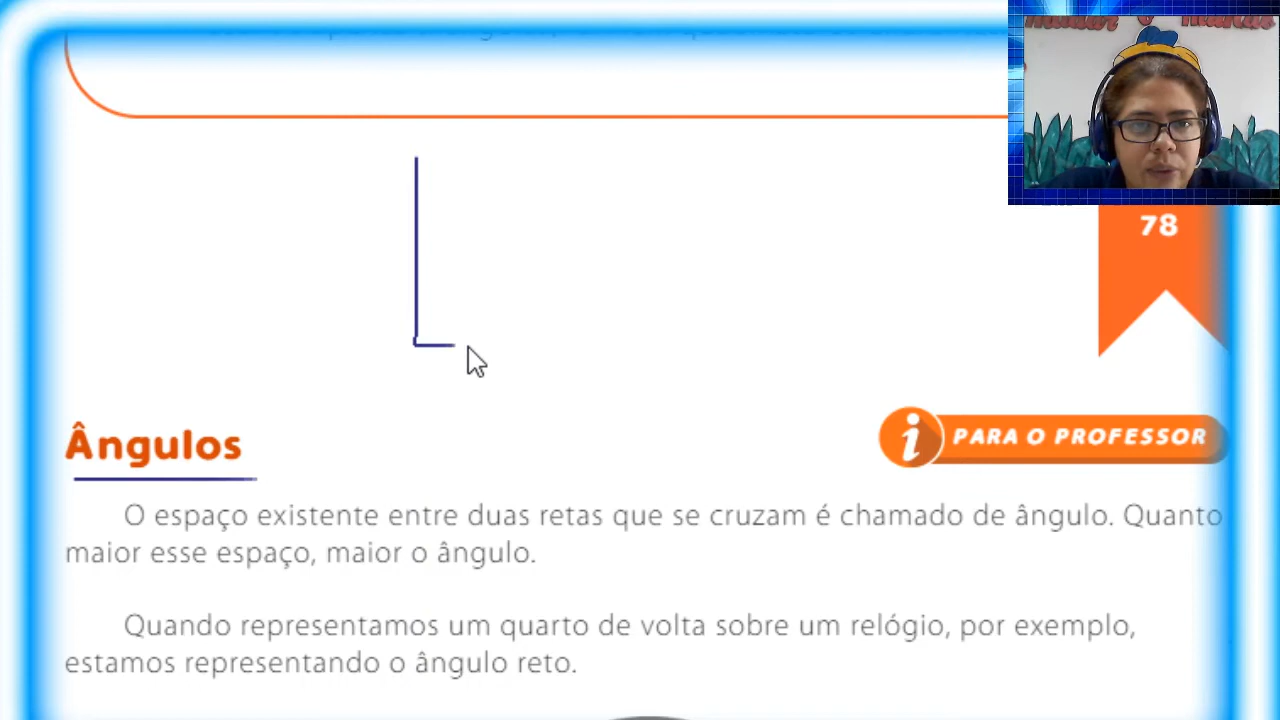 78
Ângulos
PARA O PROFESSOR
O espaço existente entre duas retas que se cruzam é chamado de ângulo. Quanto
maior esse espaço, maior o ângulo.
Quando representamos um quarto de volta sobre um relógio, por exemplo,
estamos representando o ângulo reto.